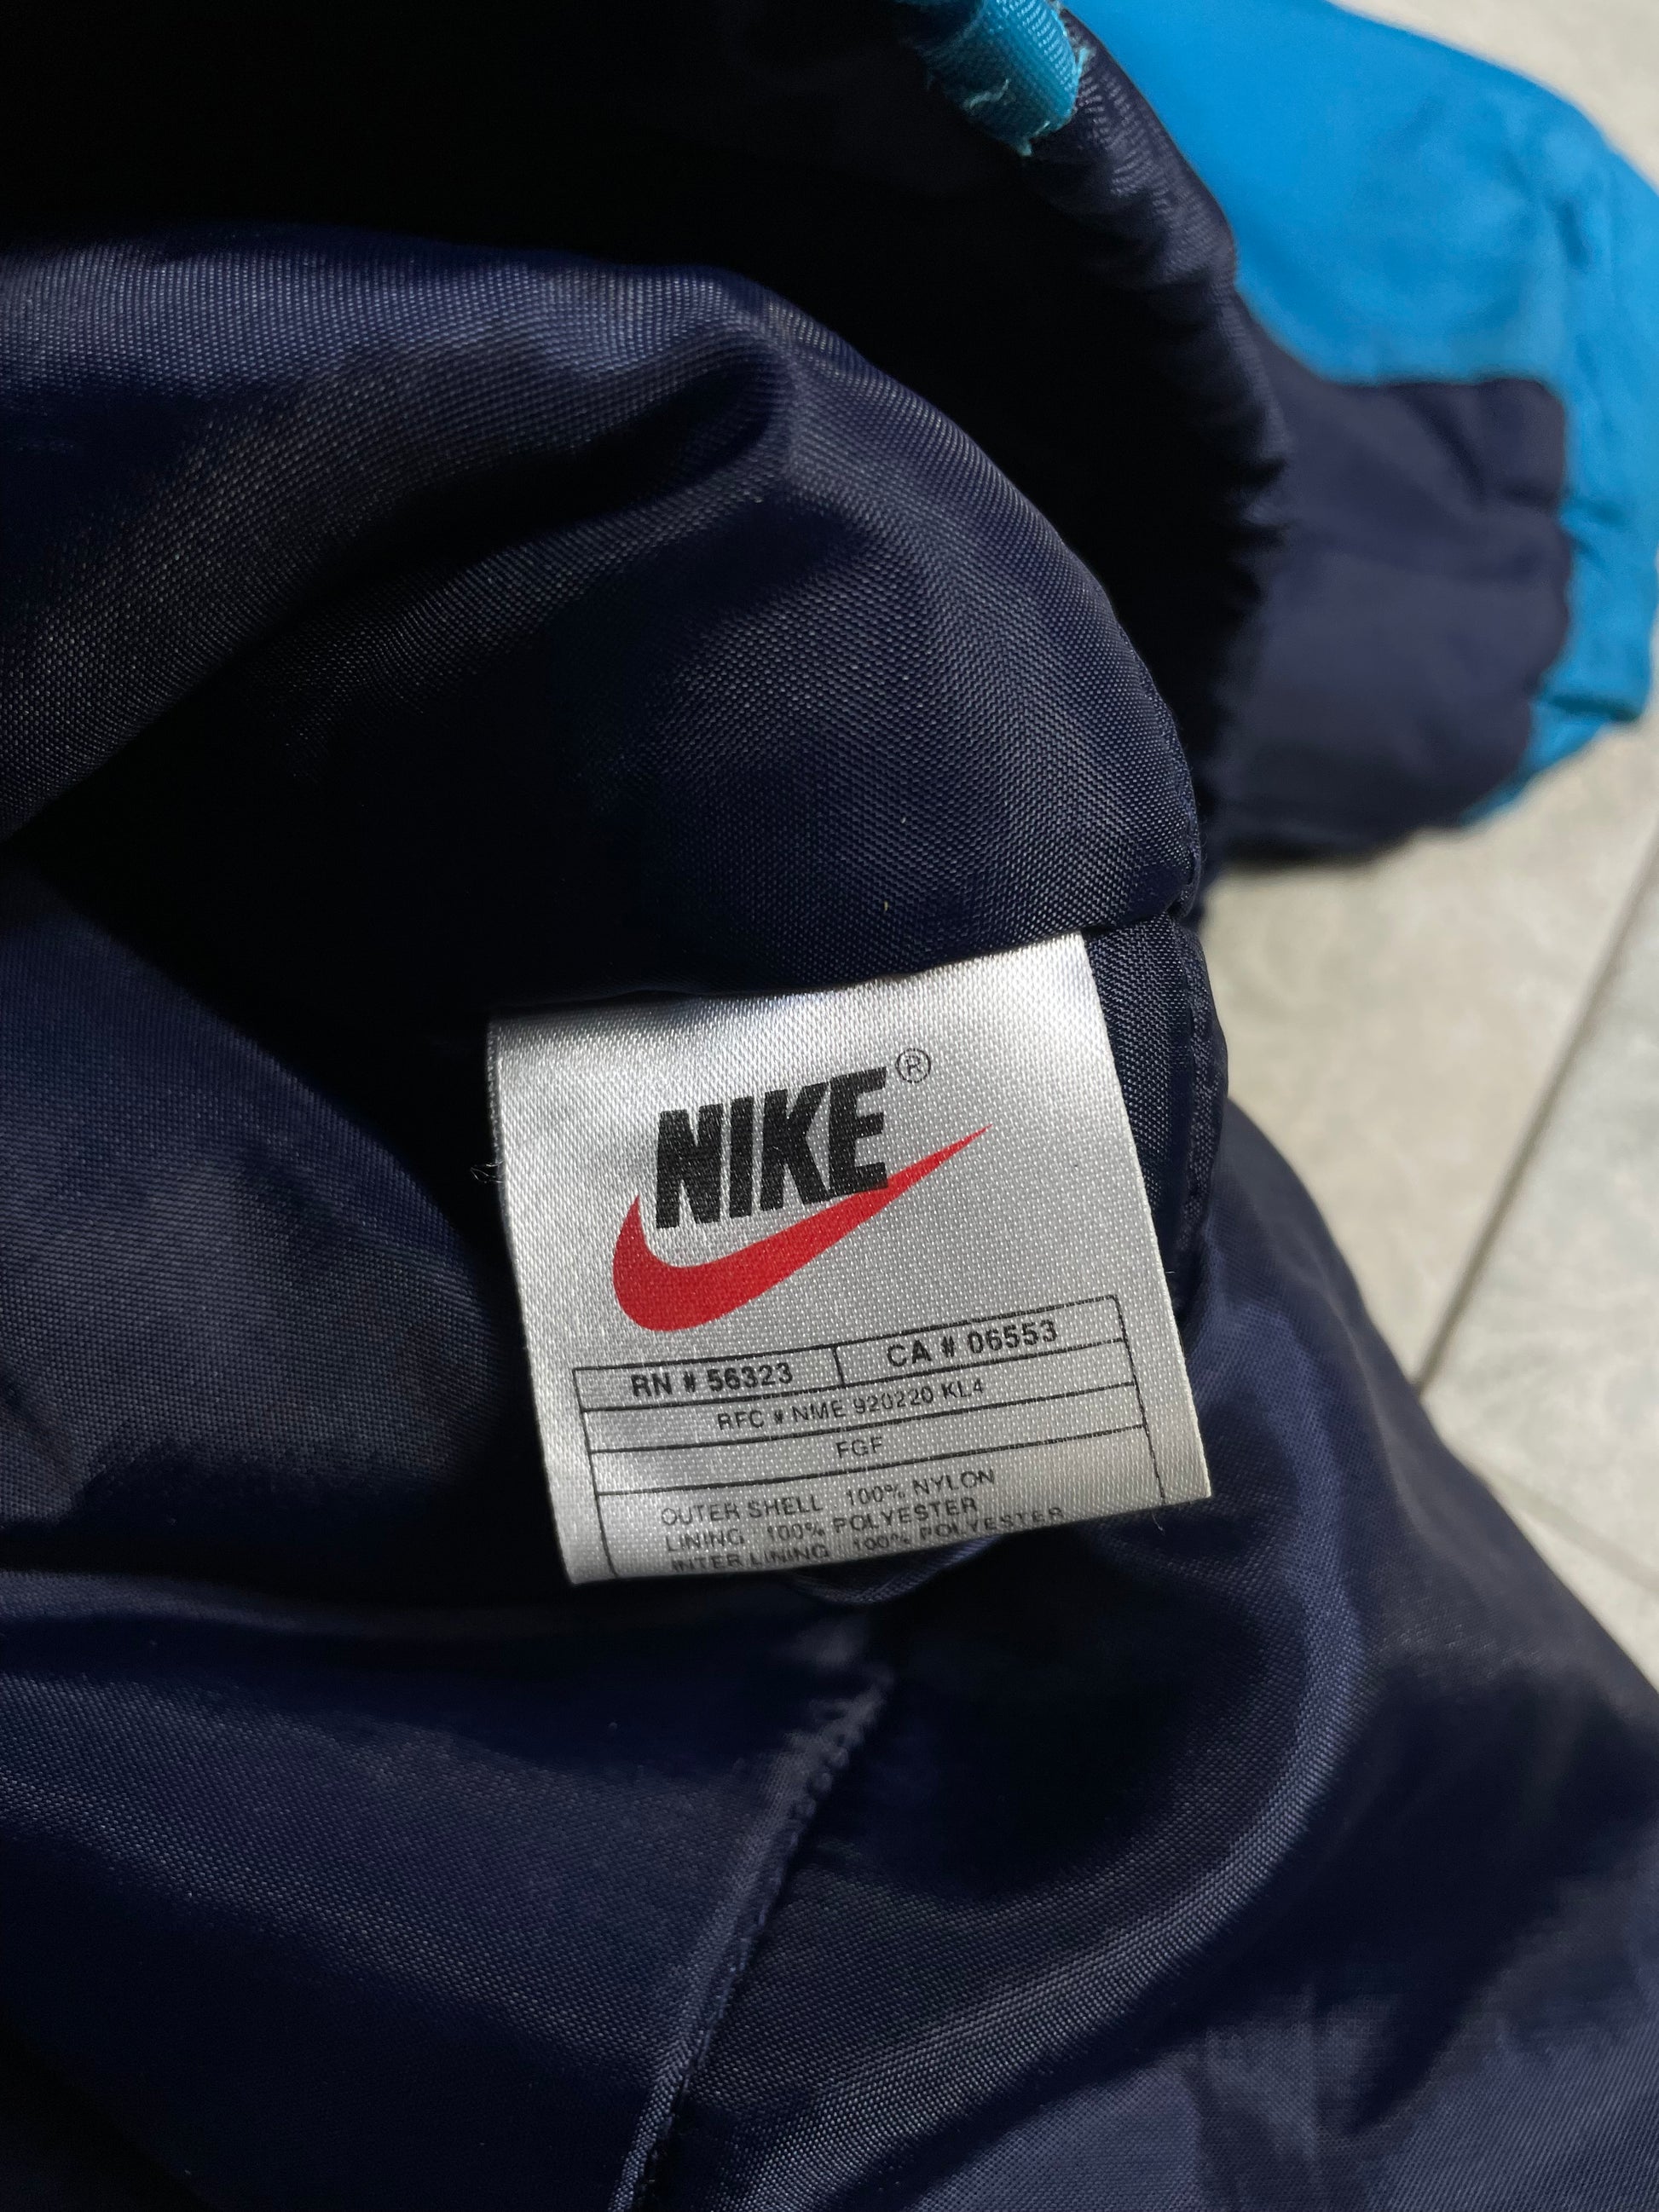 NIKE®
RN # 56323 CA # 06553
RFC # NME 920220 KL4
FGF
OUTER SHELL : 100% NYLON
LINING : 100% POLYESTER
INTER LINING : 100% POLYESTER